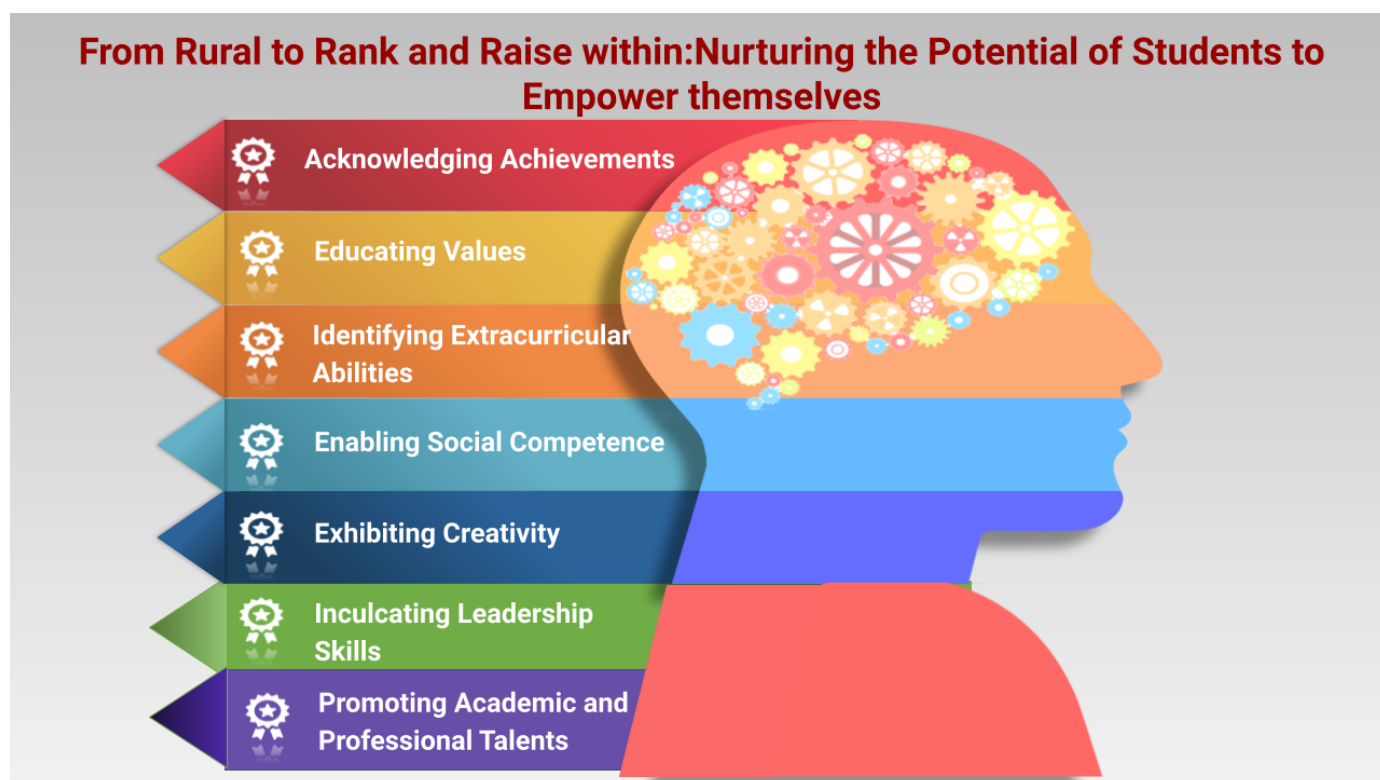 From Rural to Rank and Raise within:Nurturing the Potential of Students to
Empower themselves
Acknowledging Achievements
Educating Values
Identifying Extracurricular
Abilities
Enabling Social Competence
Exhibiting Creativity
Inculcating Leadership
Skills
Promoting Academic and
Professional Talents